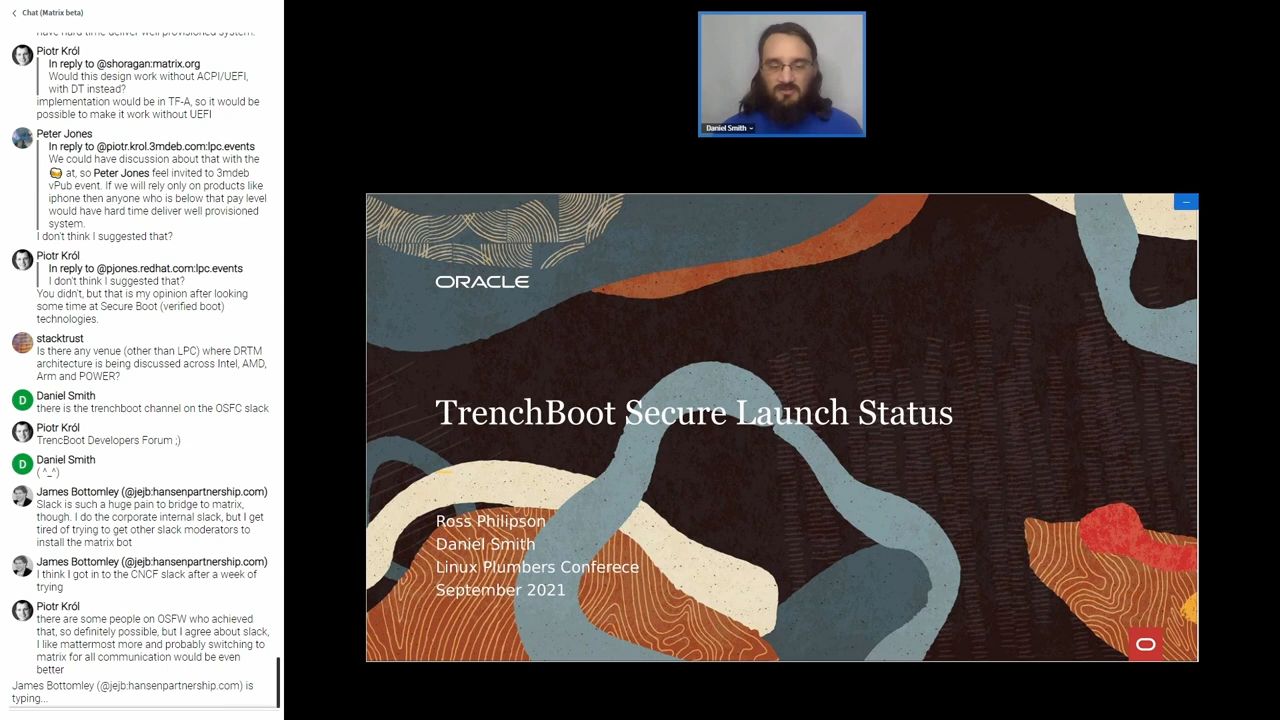 Chat (Matrix beta)
have hard time deliver well provisioned system.
Piotr Król
In reply to @shoragan:matrix.org
Would this design work without ACPI/UEFI,
with DT instead?
implementation would be in TF-A, so it would be
possible to make it work without UEFI
Peter Jones
In reply to @piotr.krol.3mdeb.com:lpc.events
We could have discussion about that with the
🍻 at, so Peter Jones feel invited to 3mdeb
vPub event. If we will rely only on products like
iphone then anyone who is below that pay level
would have hard time deliver well provisioned
system.
I don't think I suggested that?
Piotr Król
In reply to @pjones.redhat.com:lpc.events
I don't think I suggested that?
You didn't, but that is my opinion after looking
some time at Secure Boot (verified boot)
technologies.
stacktrust
Is there any venue (other than LPC) where DRTM
architecture is being discussed across Intel, AMD,
Arm and POWER?
D
Daniel Smith
there is the trenchboot channel on the OSFC slack
Piotr Król
TrencBoot Developers Forum ;)
D
Daniel Smith
( ^_^)
James Bottomley (@jejb:hansenpartnership.com)
Slack is such a huge pain to bridge to matrix,
though. I do the corporate internal slack, but I get
tired of trying to get other slack moderators to
install the matrix bot
James Bottomley (@jejb:hansenpartnership.com)
I think I got in to the CNCF slack after a week of
trying
Piotr Król
there are some people on OSFW who achieved
that, so definitely possible, but I agree about slack,
I like mattermost more and probably switching to
matrix for all communication would be even
better
James Bottomley (@jejb:hansenpartnership.com) is
typing...
Daniel Smith
ORACLE
TrenchBoot Secure Launch Status
Ross Philipson
Daniel Smith
Linux Plumbers Conferece
September 2021